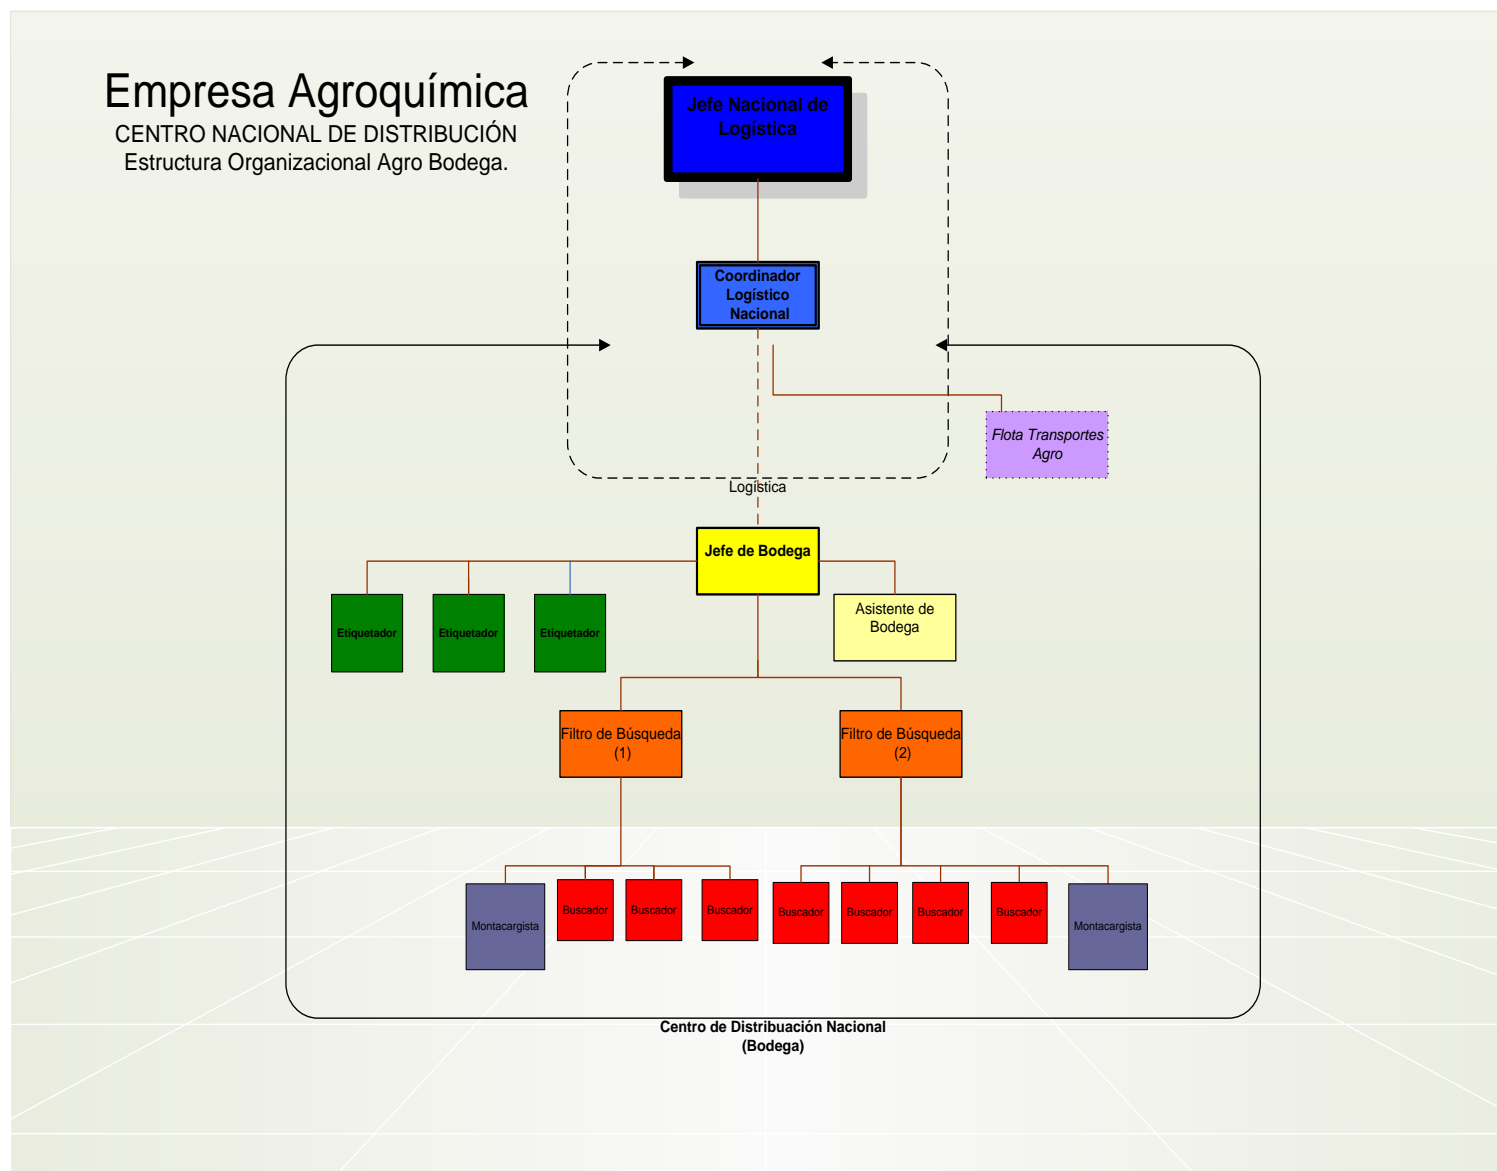 Empresa Agroquímica
CENTRO NACIONAL DE DISTRIBUCIÓN
Estructura Organizacional Agro Bodega.
Jefe Nacional de
Logística
Coordinador
Logístico
Nacional
Flota Transportes
Agro
Logística
Jefe de Bodega
Etiquetador
Etiquetador
Etiquetador
Asistente de
Bodega
Filtro de Búsqueda
(1)
Filtro de Búsqueda
(2)
Montacargista
Buscador
Buscador
Buscador
Buscador
Buscador
Buscador
Buscador
Montacargista
Centro de Distribuación Nacional
(Bodega)